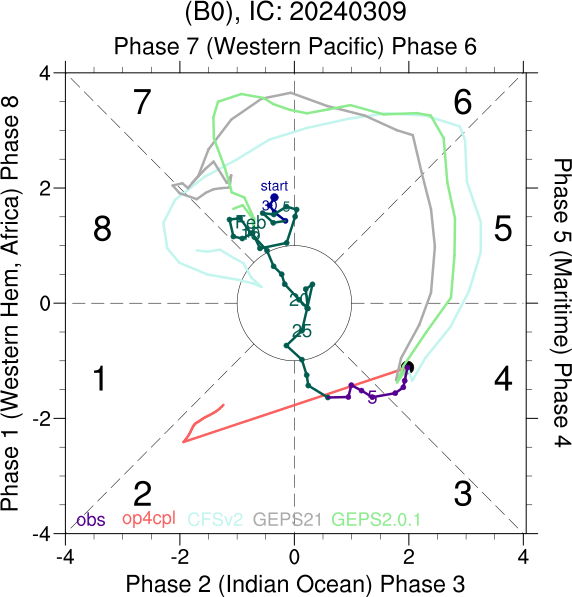 (B0), IC: 20240309
Phase 7 (Western Pacific) Phase 6
Phase 1 (Western Hem, Africa) Phase 8
Phase 5 (Maritime) Phase 4
4
2
0
-2
-4
7
6
8
5
1
4
2
3
start
30
5
Feb
20
25
5
obs
op4cpl
CFSv2
GEPS21
GEPS2.0.1
-4
-2
0
2
4
Phase 2 (Indian Ocean) Phase 3